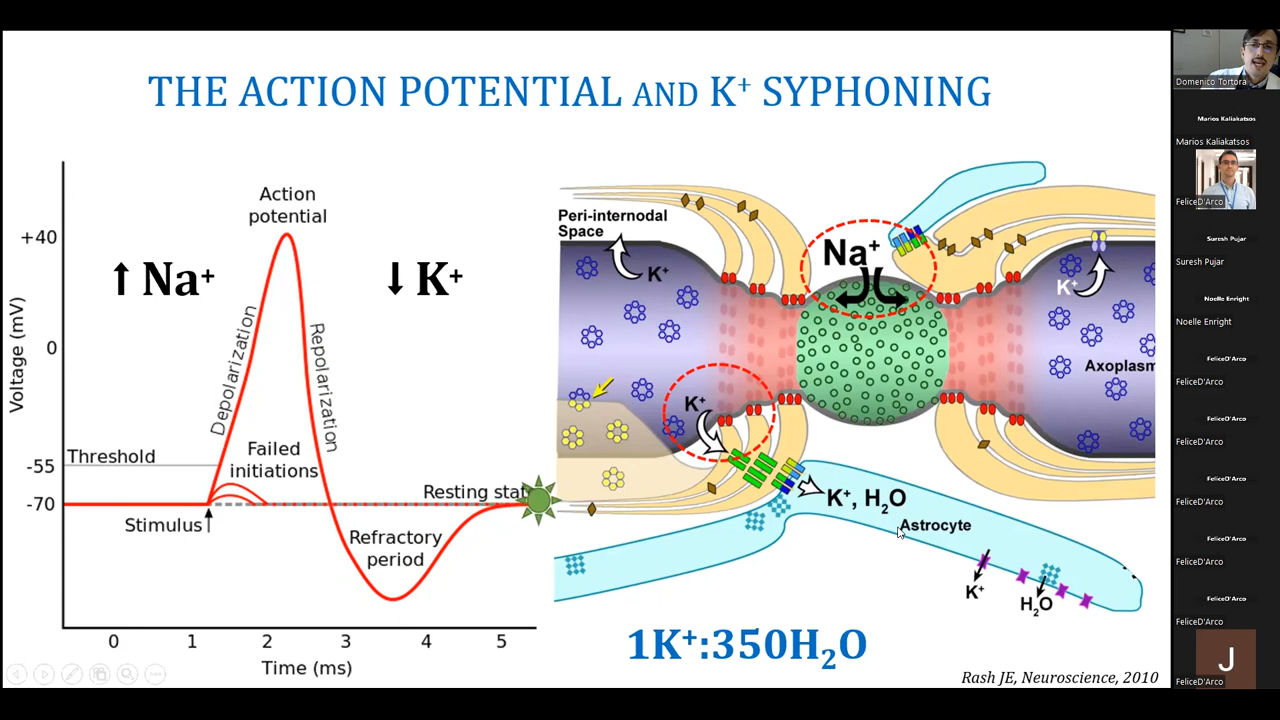 THE ACTION POTENTIAL AND K⁺ SYPHONING
Action
potential
+40
↑ Na⁺
↓ K⁺
Depolarization
Repolarization
Voltage (mV)
0
Threshold
Failed
initiations
-55
-70
Resting stat
Stimulus
Refractory
period
0 1 2 3 4 5
Time (ms)
Peri-internodal
Space
K⁺
Na⁺
K⁺
Axoplasm
K⁺
K⁺, H₂O
Astrocyte
K⁺
H₂O
1K⁺:350H₂O
Rash JE, Neuroscience, 2010
Domenico Tortora
Marios Kaliakatsos
Marios Kaliakatsos
FeliceD'Arco
Suresh Pujar
Suresh Pujar
Noelle Enright
Noelle Enright
FeliceD'Arco
FeliceD'Arco
FeliceD'Arco
FeliceD'Arco
FeliceD'Arco
FeliceD'Arco
FeliceD'Arco
FeliceD'Arco
FeliceD'Arco
FeliceD'Arco
J
FeliceD'Arco